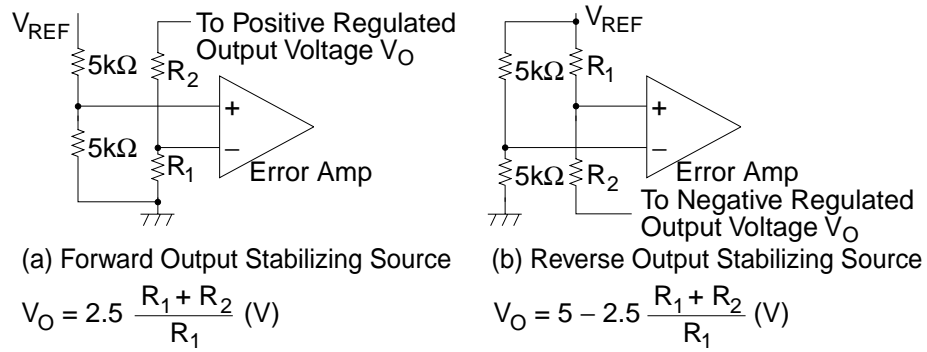 V_REF
5kΩ
5kΩ
R_2
R_1
To Positive Regulated
Output Voltage V_O
+
−
Error Amp
(a) Forward Output Stabilizing Source
V_O = 2.5 (R_1 + R_2)/R_1 (V)
V_REF
5kΩ
5kΩ
R_1
R_2
+
−
Error Amp
To Negative Regulated
Output Voltage V_O
(b) Reverse Output Stabilizing Source
V_O = 5 − 2.5 (R_1 + R_2)/R_1 (V)